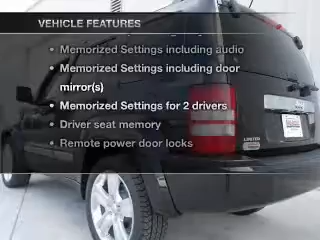 VEHICLE FEATURES
• Memorized Settings including audio
• Memorized Settings including door
mirror(s)
• Memorized Settings for 2 drivers
• Driver seat memory
• Remote power door locks
LIMITED